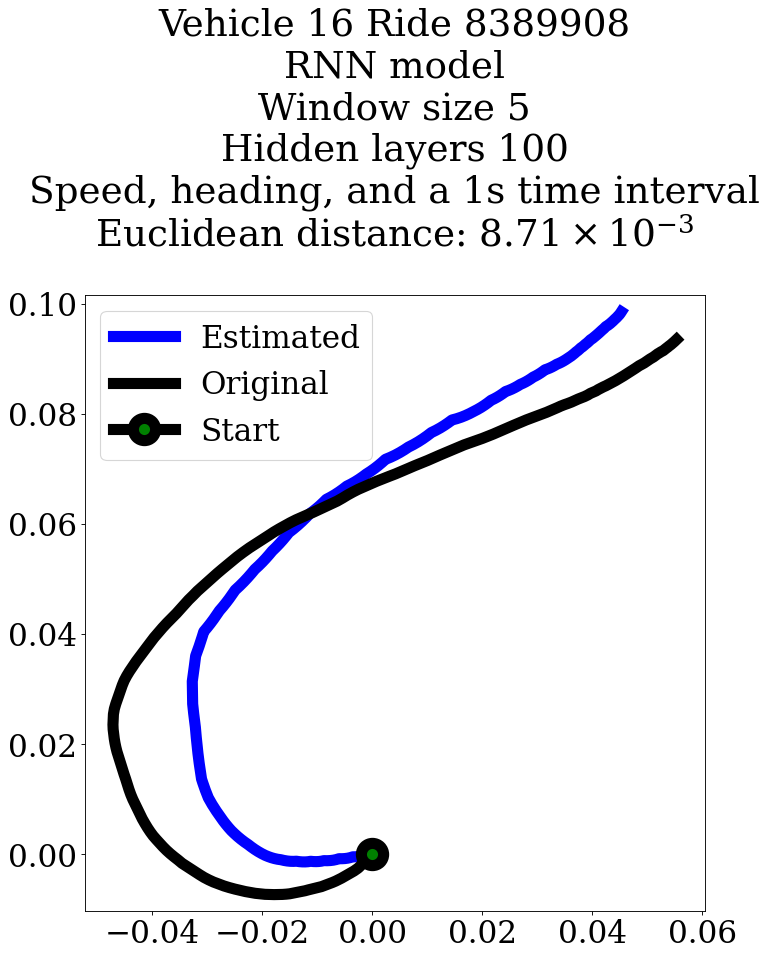 Vehicle 16 Ride 8389908
RNN model
Window size 5
Hidden layers 100
Speed, heading, and a 1s time interval
Euclidean distance: 8.71 × 10⁻³
0.10
0.08
0.06
0.04
0.02
0.00
Estimated
Original
Start
−0.04 −0.02 0.00 0.02 0.04 0.06